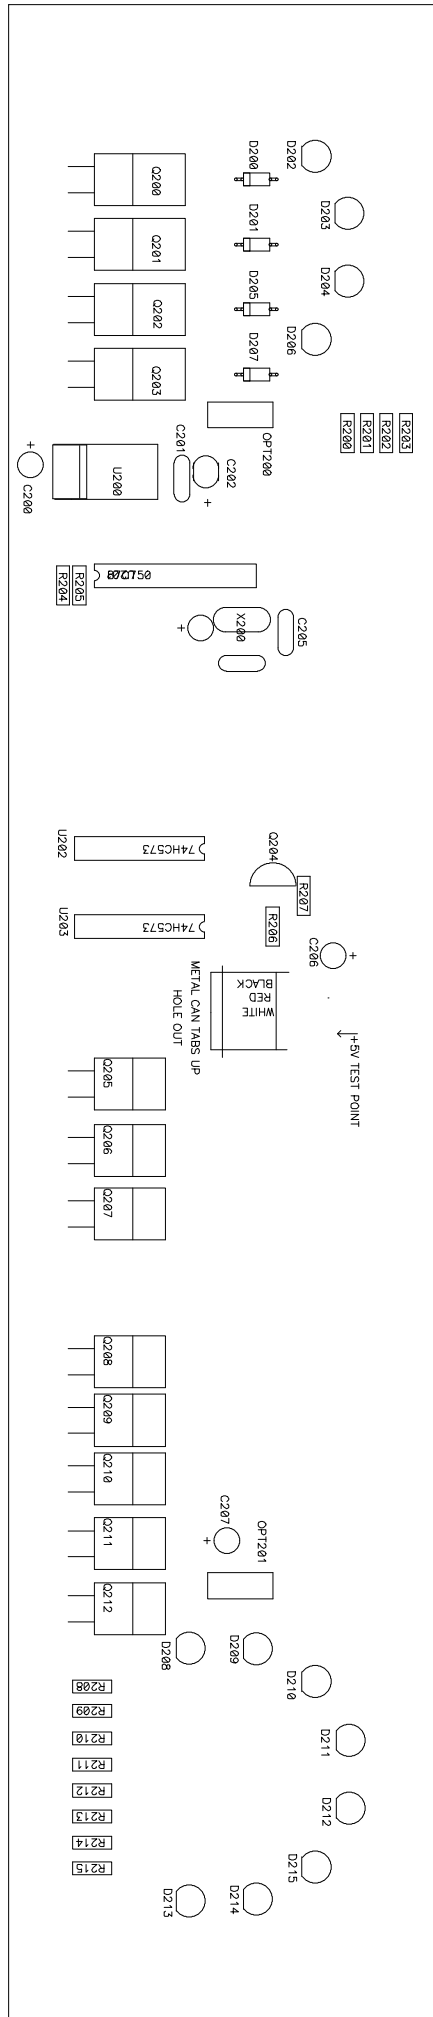 D202
D200
Q200
D203
D201
Q201
D204
D205
Q202
D206
D207
Q203
OPT200
R200
R201
R202
R203
C201
C202
U200
+
+
C200
R204
R205
+
X200
C205
U202
74HC573
Q204
R207
U203
74HC573
R206
C206
+
METAL CAN TABS UP
HOLE OUT
BLACK
RED
WHITE
+5V TEST POINT
Q205
Q206
Q207
Q208
Q209
Q210
C207
+
OPT201
Q211
Q212
D208
D209
D210
R208
R209
R210
D211
R211
R212
D212
R213
R214
R215
D215
D213
D214